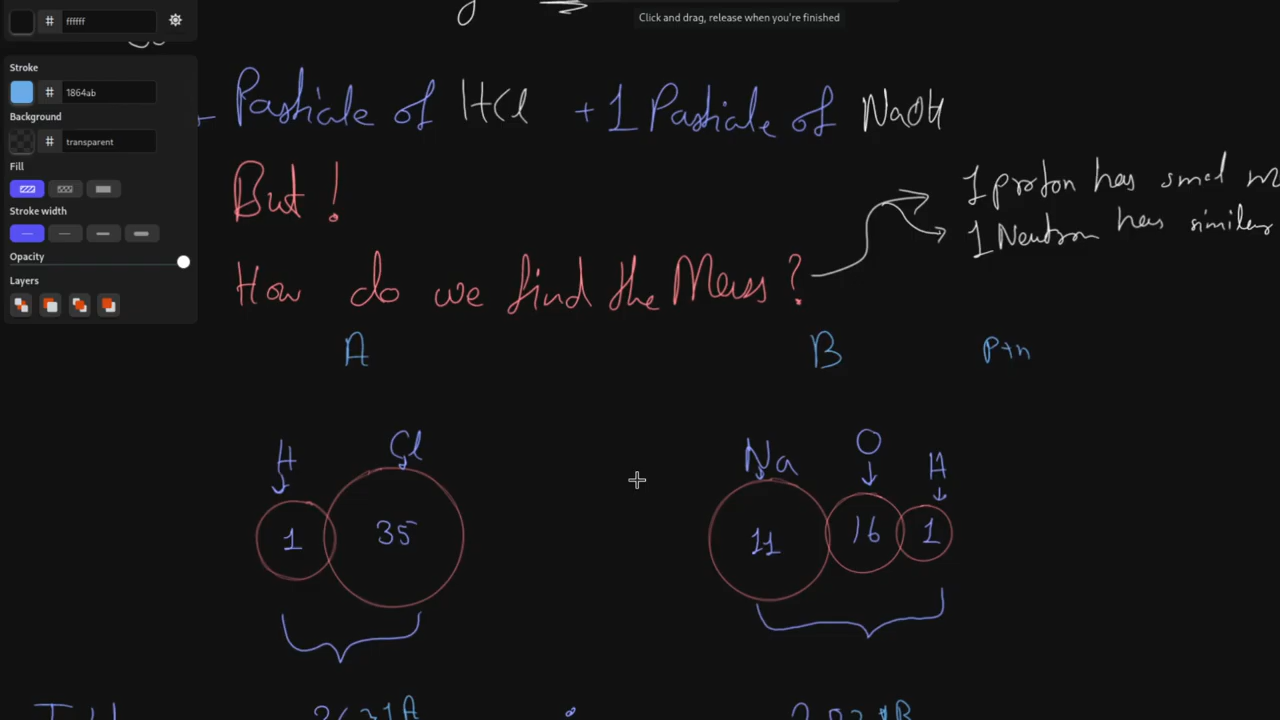 # ffffff
Click and drag, release when you're finished
Stroke
# 1864ab
Background
# transparent
Fill
Stroke width
Opacity
Layers
Particle of HCl + 1 Particle of NaOH
But!
How do we find the Mass?
1 proton has small m
1 Neutron has similar
A B P+n
H Cl Na O H
1 35 11 16 1
: